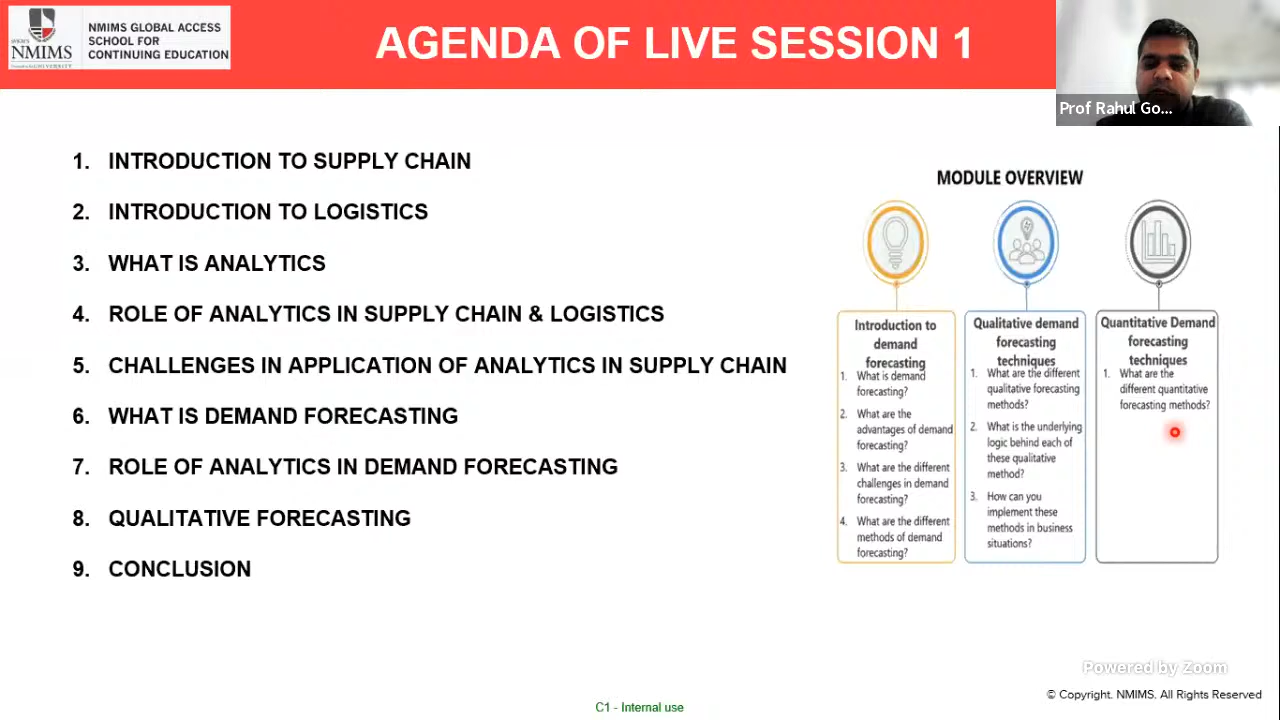 NMIMS
NMIMS GLOBAL ACCESS
SCHOOL FOR
CONTINUING EDUCATION
AGENDA OF LIVE SESSION 1
Prof Rahul Go...
1. INTRODUCTION TO SUPPLY CHAIN
2. INTRODUCTION TO LOGISTICS
3. WHAT IS ANALYTICS
4. ROLE OF ANALYTICS IN SUPPLY CHAIN & LOGISTICS
5. CHALLENGES IN APPLICATION OF ANALYTICS IN SUPPLY CHAIN
6. WHAT IS DEMAND FORECASTING
7. ROLE OF ANALYTICS IN DEMAND FORECASTING
8. QUALITATIVE FORECASTING
9. CONCLUSION
MODULE OVERVIEW
Introduction to
demand
forecasting
1. What is demand
forecasting?
2. What are the
advantages of demand
forecasting?
3. What are the different
challenges in demand
forecasting?
4. What are the different
methods of demand
forecasting?
Qualitative demand
forecasting
techniques
1. What are the different
qualitative forecasting
methods?
2. What is the underlying
logic behind each of
these qualitative
method?
3. How can you
implement these
methods in business
situations?
Quantitative Demand
forecasting
techniques
1. What are the
different quantitative
forecasting methods?
Powered by Zoom
© Copyright. NMIMS. All Rights Reserved
C1 - Internal use